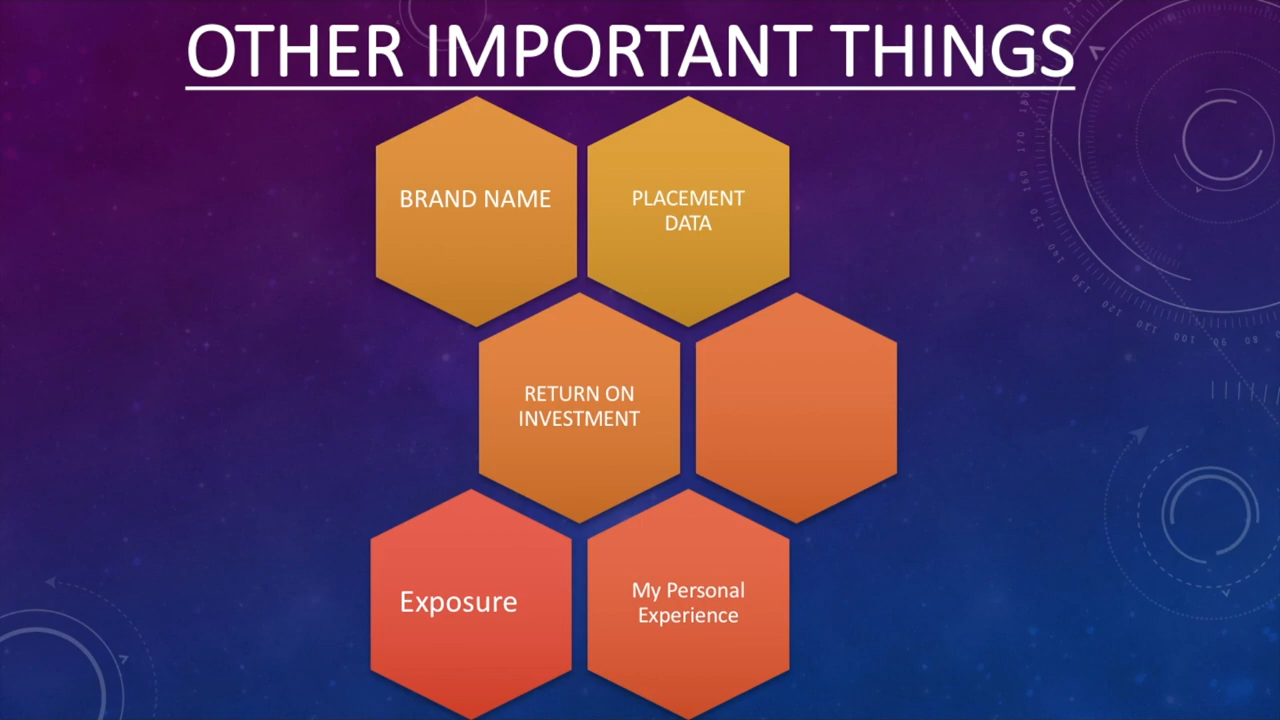 OTHER IMPORTANT THINGS
BRAND NAME
PLACEMENT
DATA
RETURN ON
INVESTMENT
Exposure
My Personal
Experience